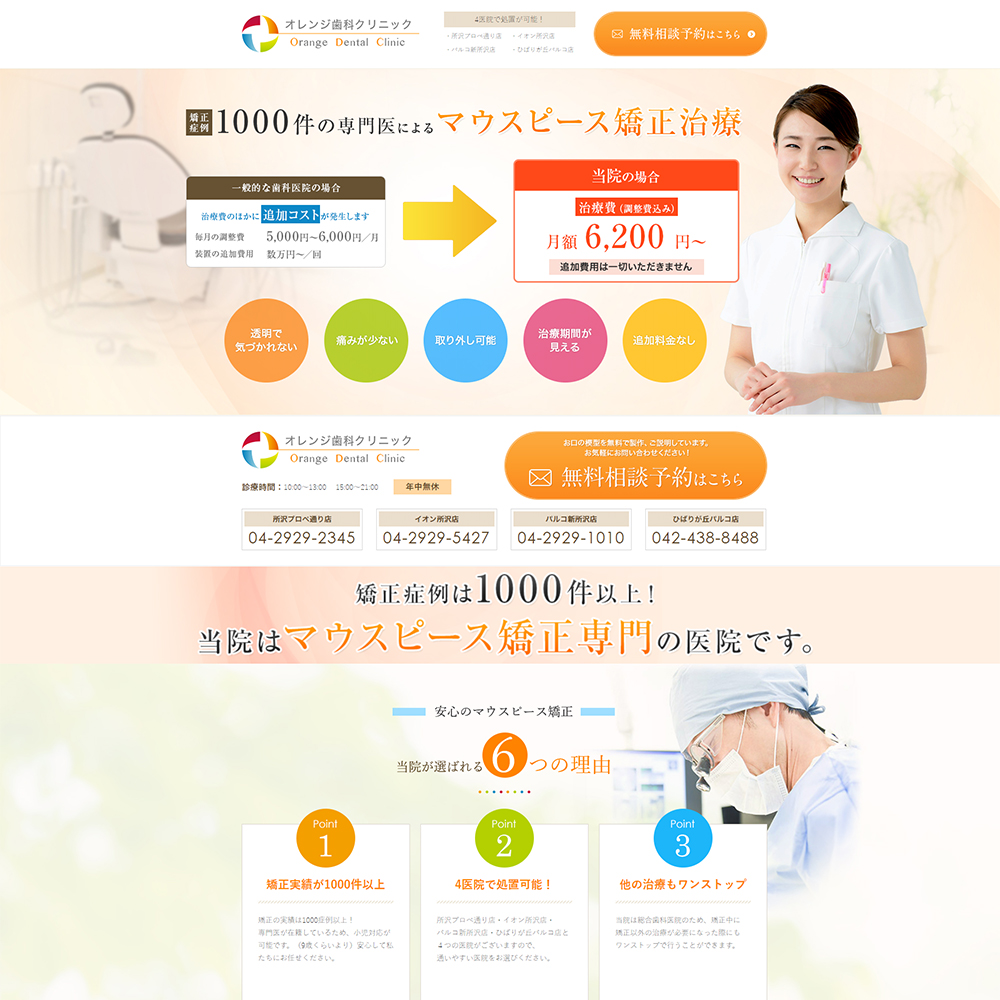 オレンジ歯科クリニック
Orange Dental Clinic
4医院で処置が可能！
・所沢プロペ通り店 ・イオン所沢店
・パルコ新所沢店 ・ひばりが丘パルコ店
無料相談予約はこちら
矯正症例 1000件の専門医によるマウスピース矯正治療
一般的な歯科医院の場合
治療費のほかに追加コストが発生します
毎月の調整費 5,000円〜6,000円／月
装置の追加費用 数万円〜／回
当院の場合
治療費（調整費込み）
月額 6,200 円〜
追加費用は一切いただきません
透明で
気づかれない
痛みが少ない
取り外し可能
治療期間が
見える
追加料金なし
オレンジ歯科クリニック
Orange Dental Clinic
診療時間：10:00〜13:00 15:00〜21:00 年中無休
お口の模型を無料で製作、ご説明しています。
お気軽にお問い合わせください！
無料相談予約はこちら
所沢プロペ通り店
04-2929-2345
イオン所沢店
04-2929-5427
パルコ新所沢店
04-2929-1010
ひばりが丘パルコ店
042-438-8488
矯正症例は1000件以上！
当院はマウスピース矯正専門の医院です。
安心のマウスピース矯正
当院が選ばれる6つの理由
Point
1
矯正実績が1000件以上
矯正の実績は1000症例以上！
専門医が在籍しているため、小児対応が
可能です。（9歳くらいより）安心して私
たちにお任せください。
Point
2
4医院で処置可能！
所沢プロペ通り店・イオン所沢店・
パルコ新所沢店・ひばりが丘パルコ店と
４つの医院がございますので、
通いやすい医院をお選びください。
Point
3
他の治療もワンストップ
当院は総合歯科医院のため、矯正中に
矯正以外の治療が必要になった際にも
ワンストップで行うことができます。